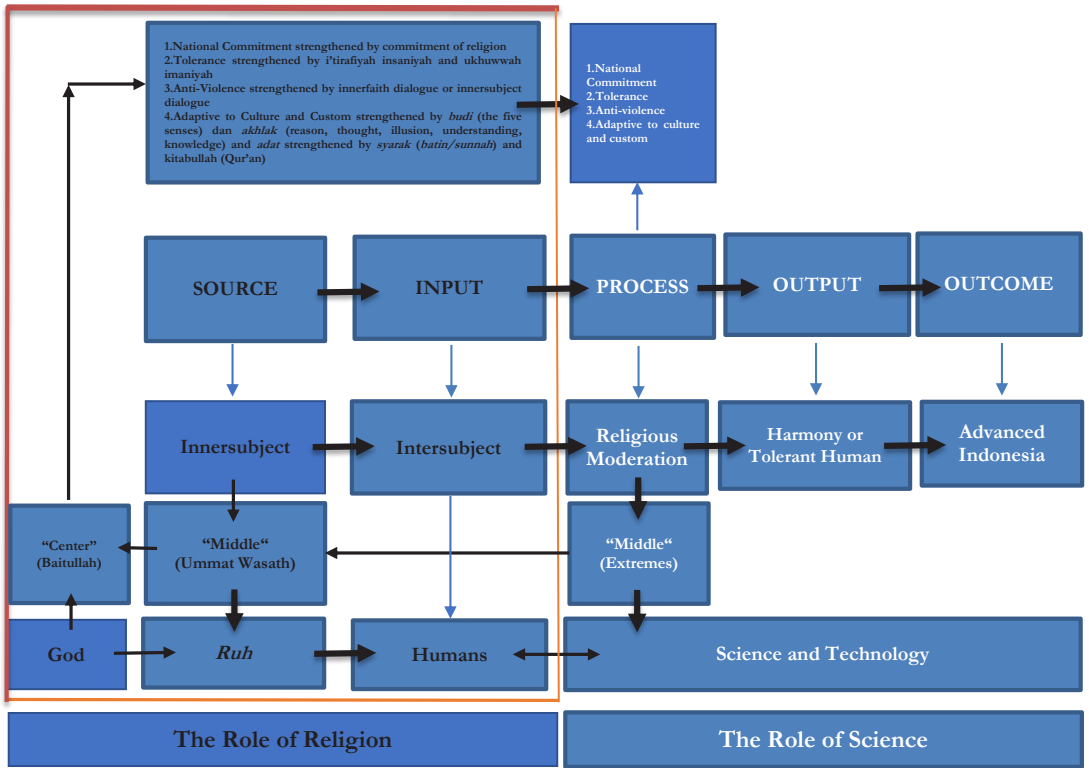 1.National Commitment strengthened by commitment of religion
2.Tolerance strengthened by i'tirafiyah insaniyah and ukhuwwah
imaniyah
3.Anti-Violence strengthened by innerfaith dialogue or innersubject
dialogue
4.Adaptive to Culture and Custom strengthened by budi (the five
senses) dan akhlak (reason, thought, illusion, understanding,
knowledge) and adat strengthened by syarak (batin/sunnah) and
kitabullah (Qur'an)
1.National
Commitment
2.Tolerance
3.Anti-violence
4.Adaptive to culture
and custom
SOURCE
INPUT
PROCESS
OUTPUT
OUTCOME
Innersubject
Intersubject
Religious
Moderation
Harmony or
Tolerant Human
Advanced
Indonesia
“Center”
(Baitullah)
“Middle“
(Ummat Wasath)
“Middle“
(Extremes)
God
Ruh
Humans
Science and Technology
The Role of Religion
The Role of Science